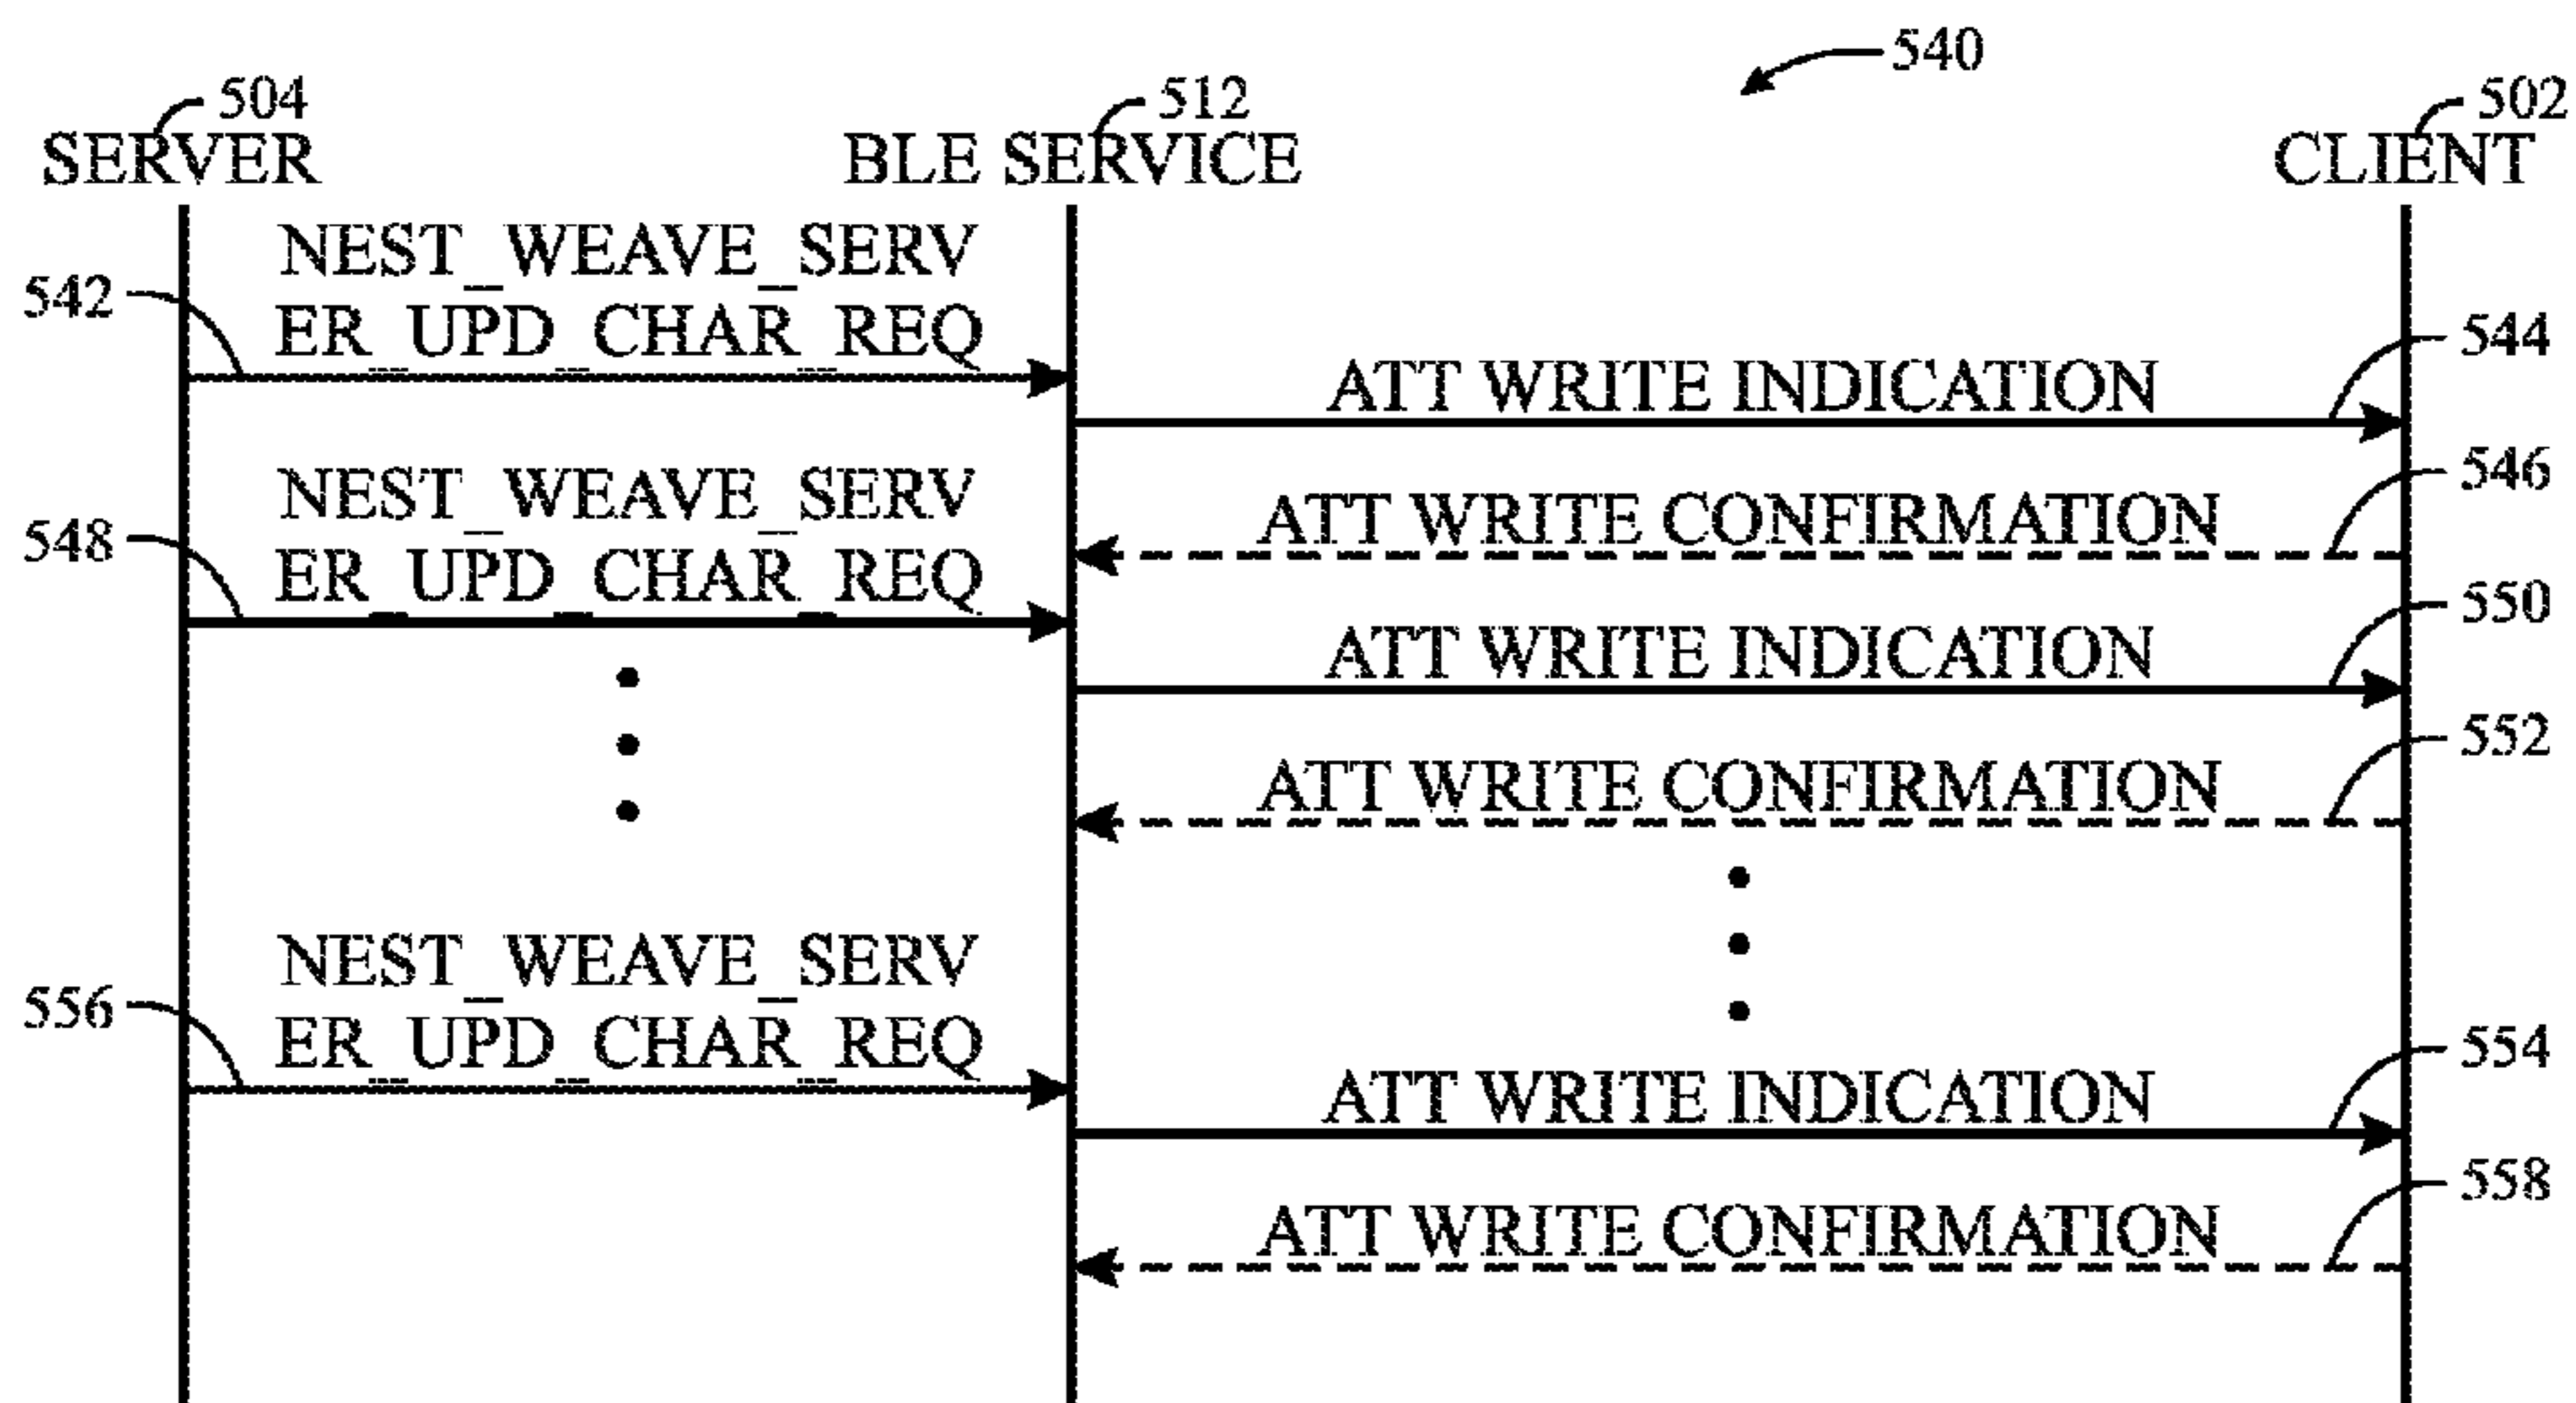 540
504
512
502
SERVER
BLE SERVICE
CLIENT
NEST_WEAVE_SERV
542
ER_UPD_CHAR_REQ
544
ATT WRITE INDICATION
546
NEST_WEAVE_SERV
ATT WRITE CONFIRMATION
548
ER_UPD_CHAR_REQ
550
ATT WRITE INDICATION
552
ATT WRITE CONFIRMATION
NEST_WEAVE_SERV
556
ER_UPD_CHAR_REQ
554
ATT WRITE INDICATION
558
ATT WRITE CONFIRMATION